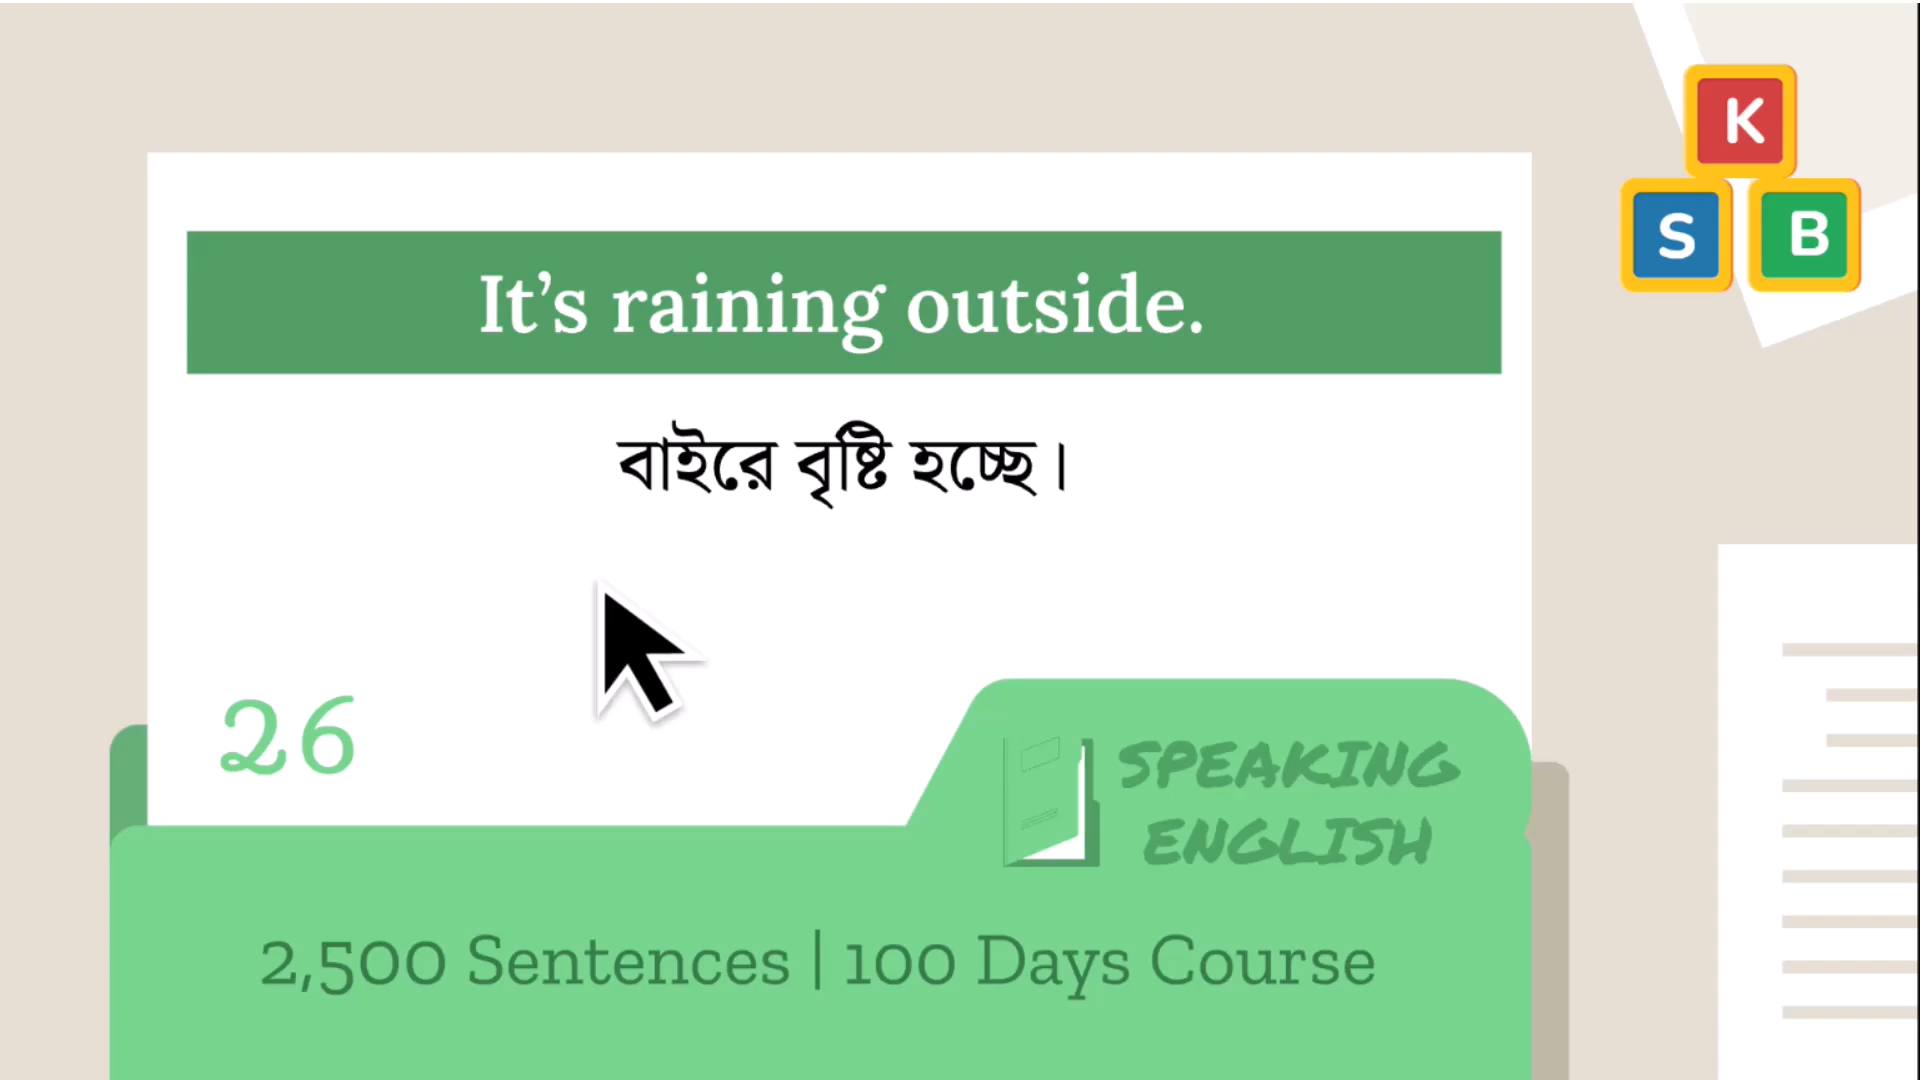 K
S B
It’s raining outside.
বাইরে বৃষ্টি হচ্ছে।
26
SPEAKING
ENGLISH
2,500 Sentences | 100 Days Course